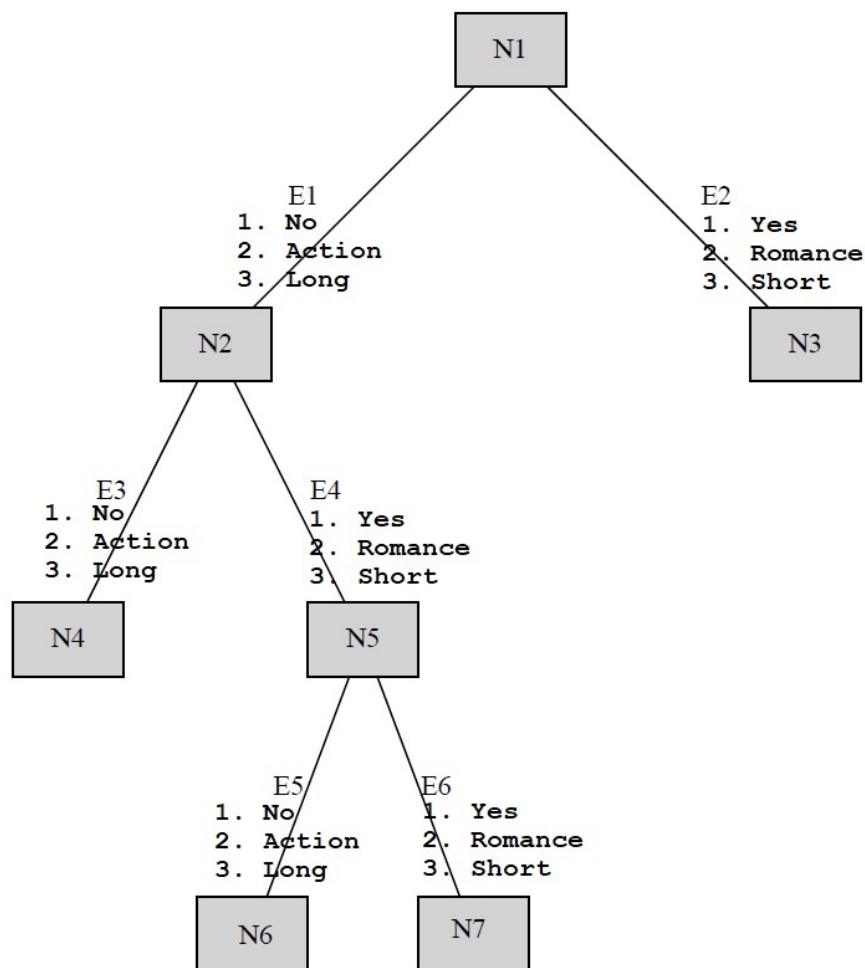 N1
E1
1. No
2. Action
3. Long
E2
1. Yes
2. Romance
3. Short
N2
N3
E3
1. No
2. Action
3. Long
E4
1. Yes
2. Romance
3. Short
N4
N5
E5
1. No
2. Action
3. Long
E6
1. Yes
2. Romance
3. Short
N6
N7